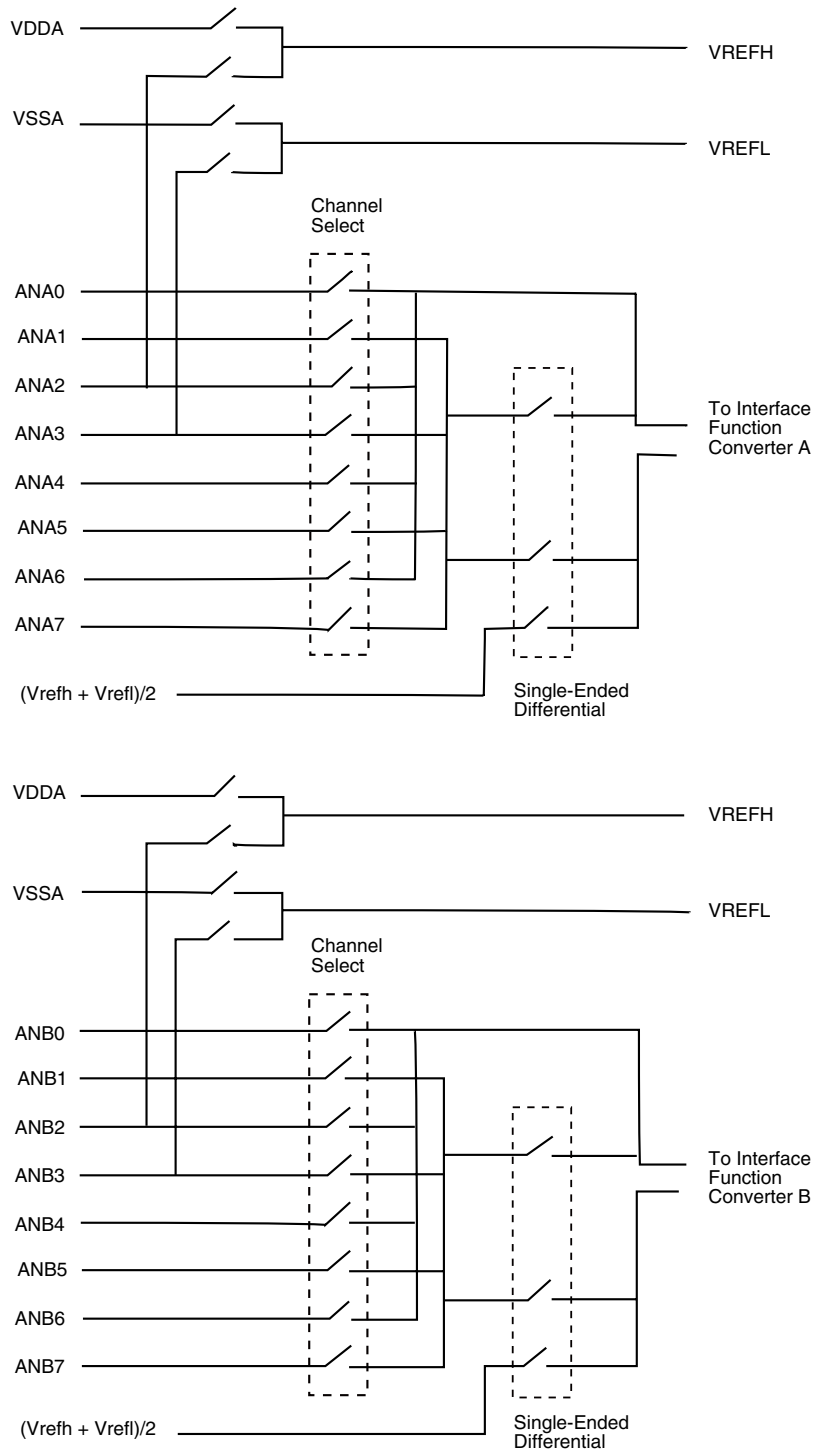 VDDA
VREFH
VSSA
VREFL
Channel
Select
ANA0
ANA1
ANA2
ANA3
ANA4
ANA5
ANA6
ANA7
To Interface
Function
Converter A
(Vrefh + Vrefl)/2
Single-Ended
Differential
VDDA
VREFH
VSSA
VREFL
Channel
Select
ANB0
ANB1
ANB2
ANB3
ANB4
ANB5
ANB6
ANB7
To Interface
Function
Converter B
(Vrefh + Vrefl)/2
Single-Ended
Differential